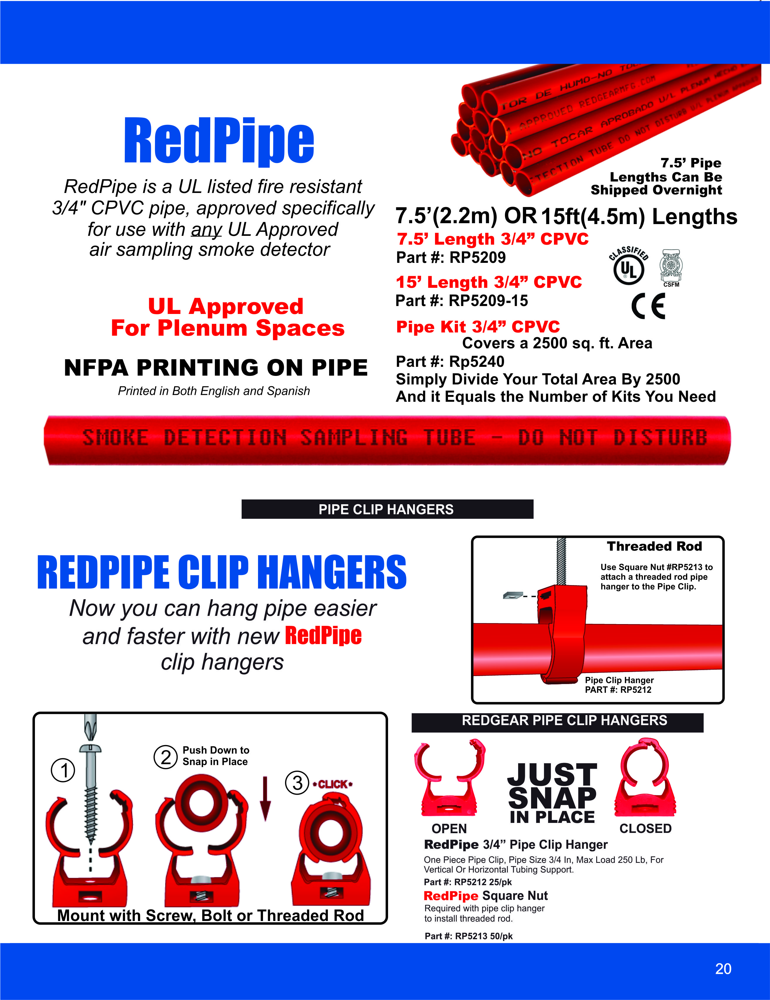 TOR DE HUMO-NO
APPROVED REDGEARMFG.COM
NO TOCAR APROBADO U/L PLENUM HECHO
TECTION TUBE DO NOT DISTURB U/L PLENUM APPROVED
RedPipe
RedPipe is a UL listed fire resistant
3/4" CPVC pipe, approved specifically
for use with any UL Approved
air sampling smoke detector
UL Approved
For Plenum Spaces
NFPA PRINTING ON PIPE
Printed in Both English and Spanish
7.5’ Pipe
Lengths Can Be
Shipped Overnight
7.5’(2.2m) OR 15ft(4.5m) Lengths
7.5’ Length 3/4” CPVC
Part #: RP5209
15’ Length 3/4” CPVC
Part #: RP5209-15
CLASSIFIED
UL
®
LISTING
SERVICE
CSFM
CE
Pipe Kit 3/4” CPVC
Covers a 2500 sq. ft. Area
Part #: Rp5240
Simply Divide Your Total Area By 2500
And it Equals the Number of Kits You Need
SMOKE DETECTION SAMPLING TUBE - DO NOT DISTURB
PIPE CLIP HANGERS
REDPIPE CLIP HANGERS
Now you can hang pipe easier
and faster with new RedPipe
clip hangers
Threaded Rod
Use Square Nut #RP5213 to
attach a threaded rod pipe
hanger to the Pipe Clip.
Pipe Clip Hanger
PART #: RP5212
1
2
Push Down to
Snap in Place
3
*CLICK*
Mount with Screw, Bolt or Threaded Rod
REDGEAR PIPE CLIP HANGERS
JUST
SNAP
IN PLACE
OPEN
CLOSED
RedPipe 3/4” Pipe Clip Hanger
One Piece Pipe Clip, Pipe Size 3/4 In, Max Load 250 Lb, For
Vertical Or Horizontal Tubing Support.
Part #: RP5212 25/pk
RedPipe Square Nut
Required with pipe clip hanger
to install threaded rod.
Part #: RP5213 50/pk
20